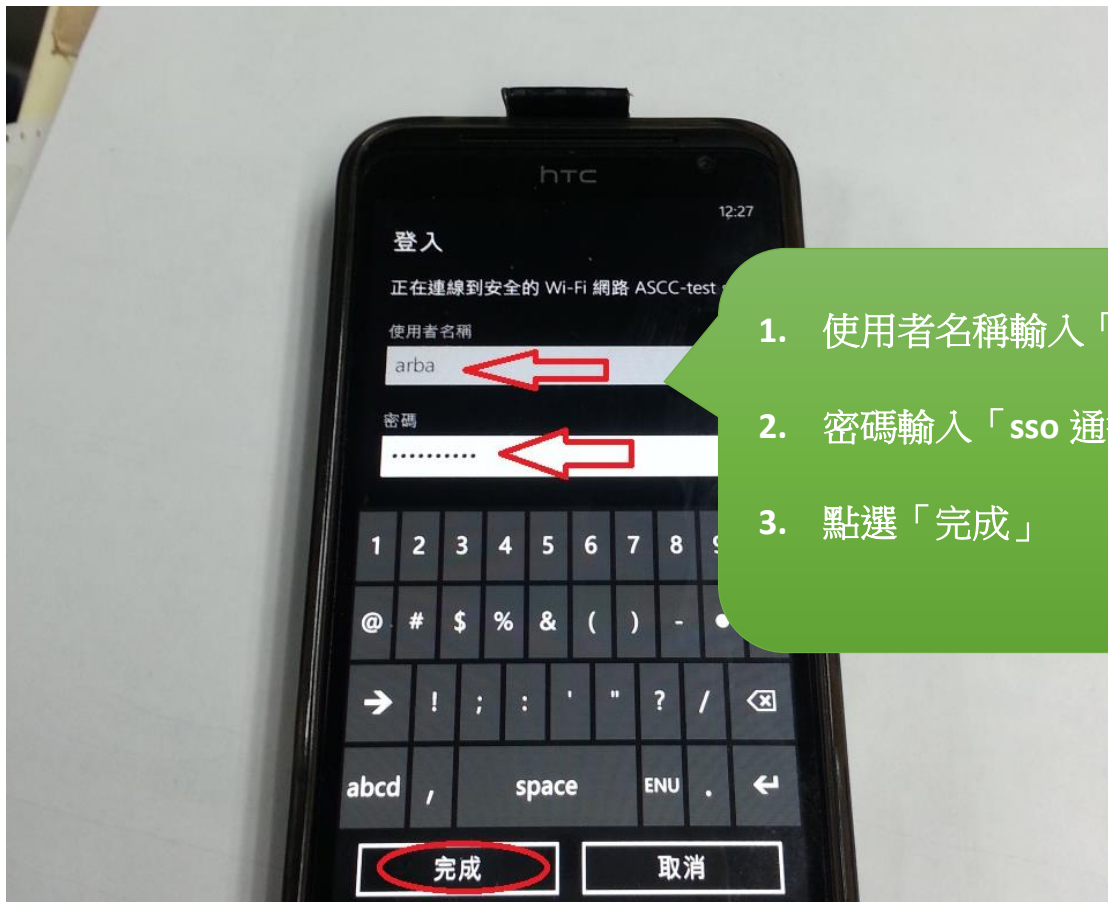 hTC
12:27
登入
正在連線到安全的 Wi-Fi 網路 ASCC-test
使用者名稱
arba
密碼
••••••••••
1 2 3 4 5 6 7 8
@ # $ % & ( ) -
→ ! ; : ' " ? /
abcd , space ENU . ↵
完成 取消
1. 使用者名稱輸入「
2. 密碼輸入「sso 通
3. 點選「完成」